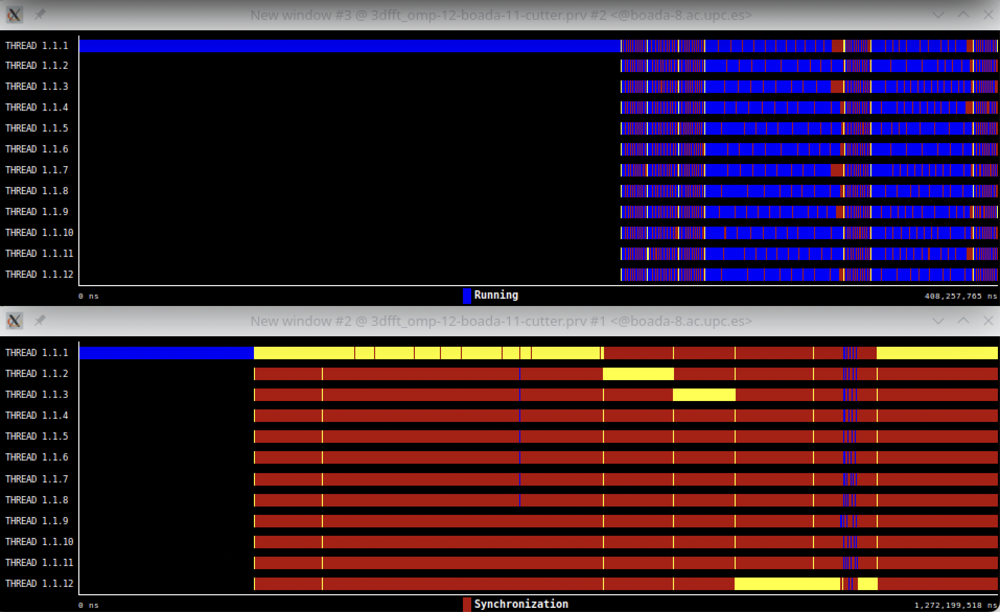 New window #3 @ 3dfft_omp-12-boada-11-cutter.prv #2 <@boada-8.ac.upc.es>
THREAD 1.1.1
THREAD 1.1.2
THREAD 1.1.3
THREAD 1.1.4
THREAD 1.1.5
THREAD 1.1.6
THREAD 1.1.7
THREAD 1.1.8
THREAD 1.1.9
THREAD 1.1.10
THREAD 1.1.11
THREAD 1.1.12
0 ns Running 408,257,765 ns
New window #2 @ 3dfft_omp-12-boada-11-cutter.prv #1 <@boada-8.ac.upc.es>
THREAD 1.1.1
THREAD 1.1.2
THREAD 1.1.3
THREAD 1.1.4
THREAD 1.1.5
THREAD 1.1.6
THREAD 1.1.7
THREAD 1.1.8
THREAD 1.1.9
THREAD 1.1.10
THREAD 1.1.11
THREAD 1.1.12
0 ns Synchronization 1,272,199,518 ns